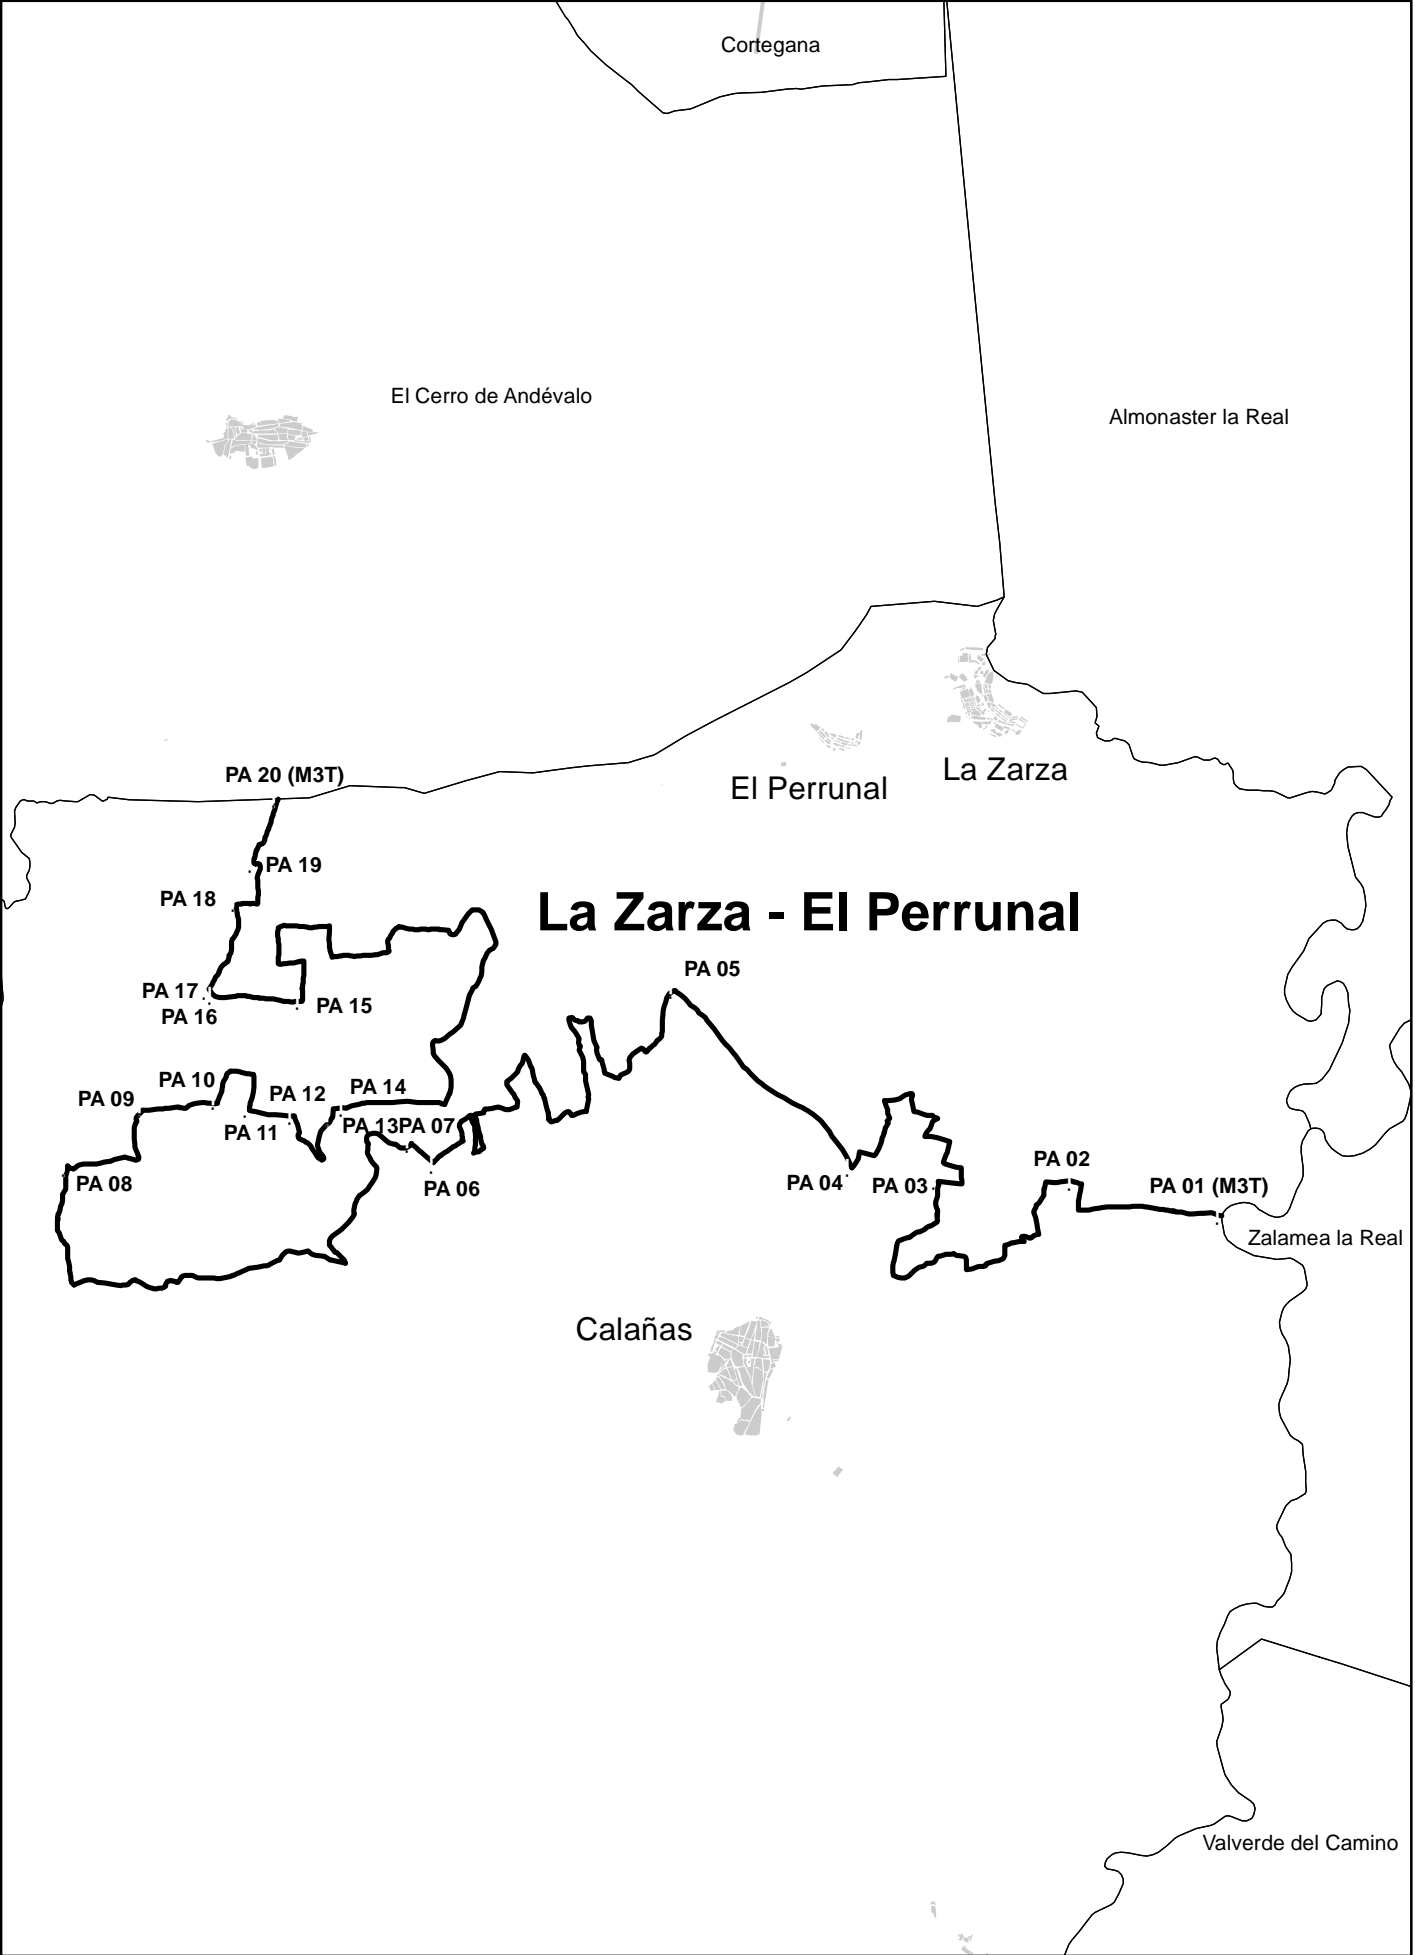 Cortegana
El Cerro de Andévalo
Almonaster la Real
La Zarza
PA 20 (M3T)
El Perrunal
PA 19
PA 18
La Zarza - El Perrunal
PA 05
PA 17
PA 15
PA 16
PA 10
PA 14
PA 12
PA 09
PA 11
PA 13
PA 07
PA 02
PA 04
PA 08
PA 03
PA 01 (M3T)
PA 06
Zalamea la Real
Calañas
Valverde del Camino